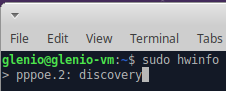 File Edit View Terminal Tabs
glenio@glenio-vm:~$ sudo hwinfo
> pppoe.2: discovery